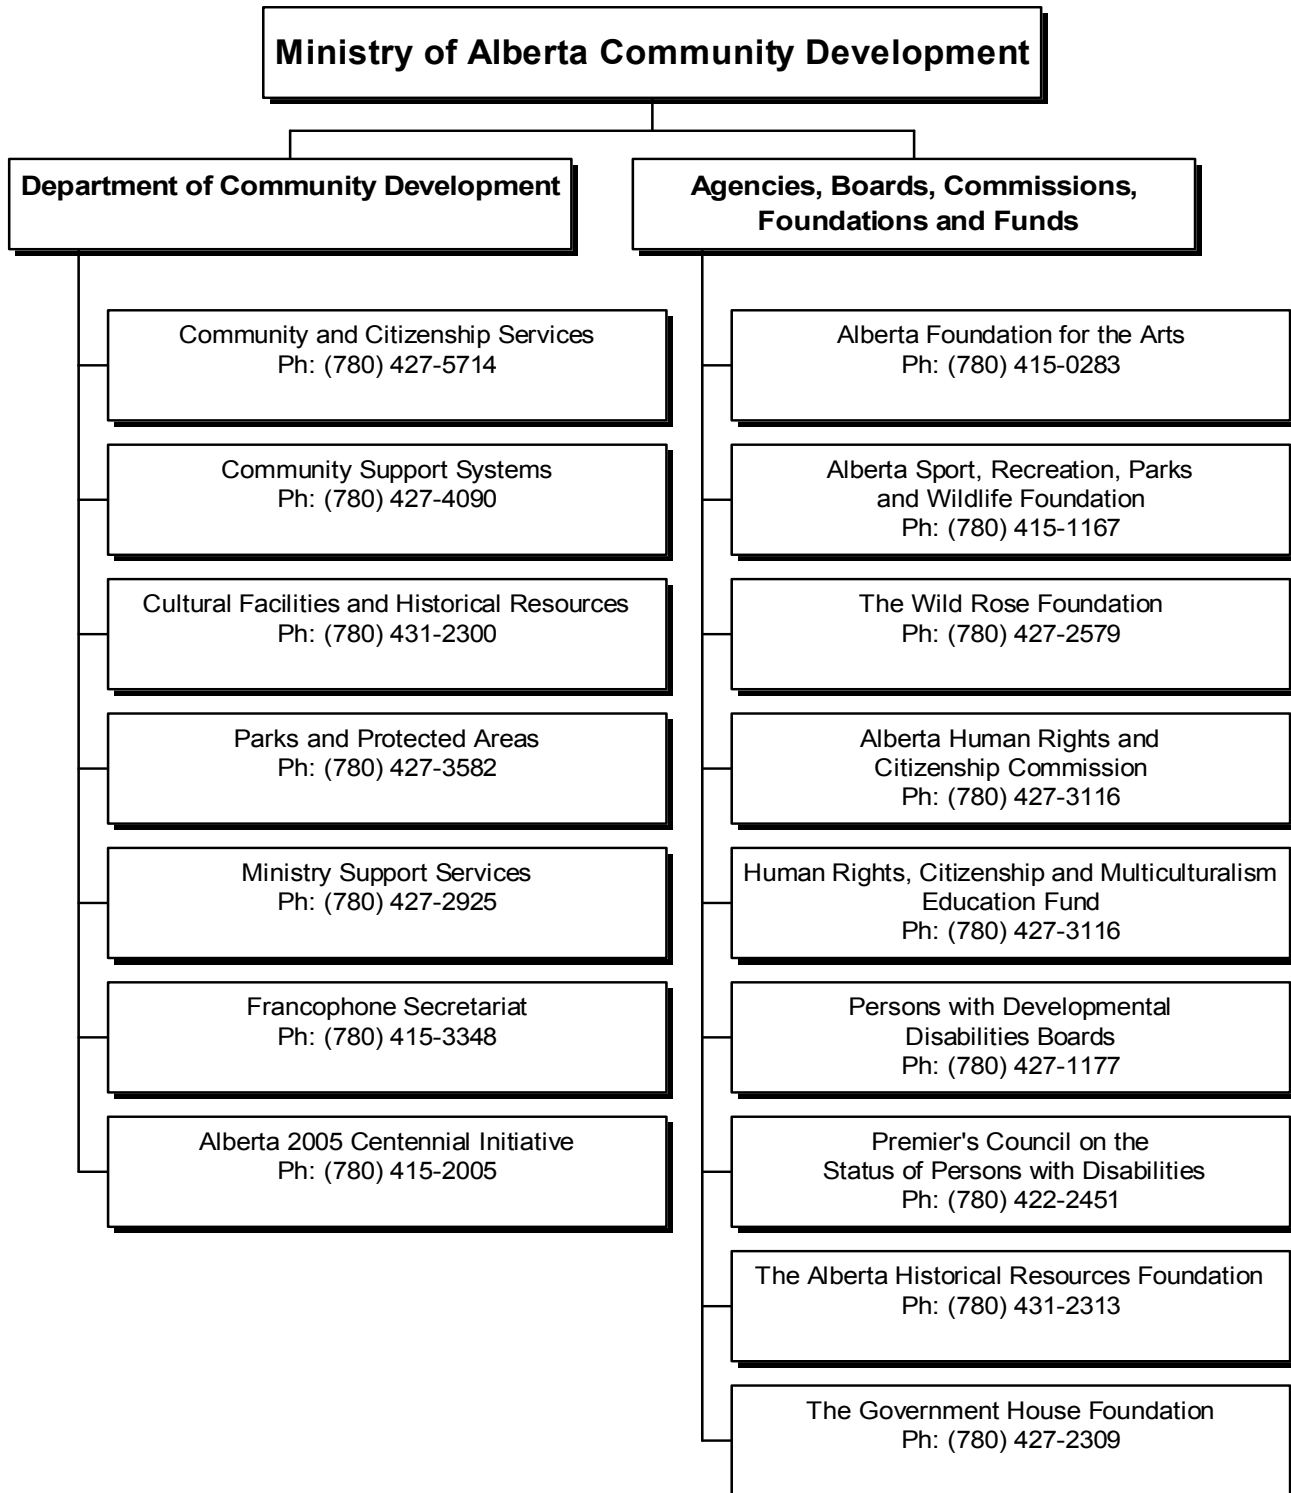 Ministry of Alberta Community Development
Department of Community Development
Community and Citizenship Services
Ph: (780) 427-5714
Community Support Systems
Ph: (780) 427-4090
Cultural Facilities and Historical Resources
Ph: (780) 431-2300
Parks and Protected Areas
Ph: (780) 427-3582
Ministry Support Services
Ph: (780) 427-2925
Francophone Secretariat
Ph: (780) 415-3348
Alberta 2005 Centennial Initiative
Ph: (780) 415-2005
Agencies, Boards, Commissions,
Foundations and Funds
Alberta Foundation for the Arts
Ph: (780) 415-0283
Alberta Sport, Recreation, Parks
and Wildlife Foundation
Ph: (780) 415-1167
The Wild Rose Foundation
Ph: (780) 427-2579
Alberta Human Rights and
Citizenship Commission
Ph: (780) 427-3116
Human Rights, Citizenship and Multiculturalism
Education Fund
Ph: (780) 427-3116
Persons with Developmental
Disabilities Boards
Ph: (780) 427-1177
Premier's Council on the
Status of Persons with Disabilities
Ph: (780) 422-2451
The Alberta Historical Resources Foundation
Ph: (780) 431-2313
The Government House Foundation
Ph: (780) 427-2309